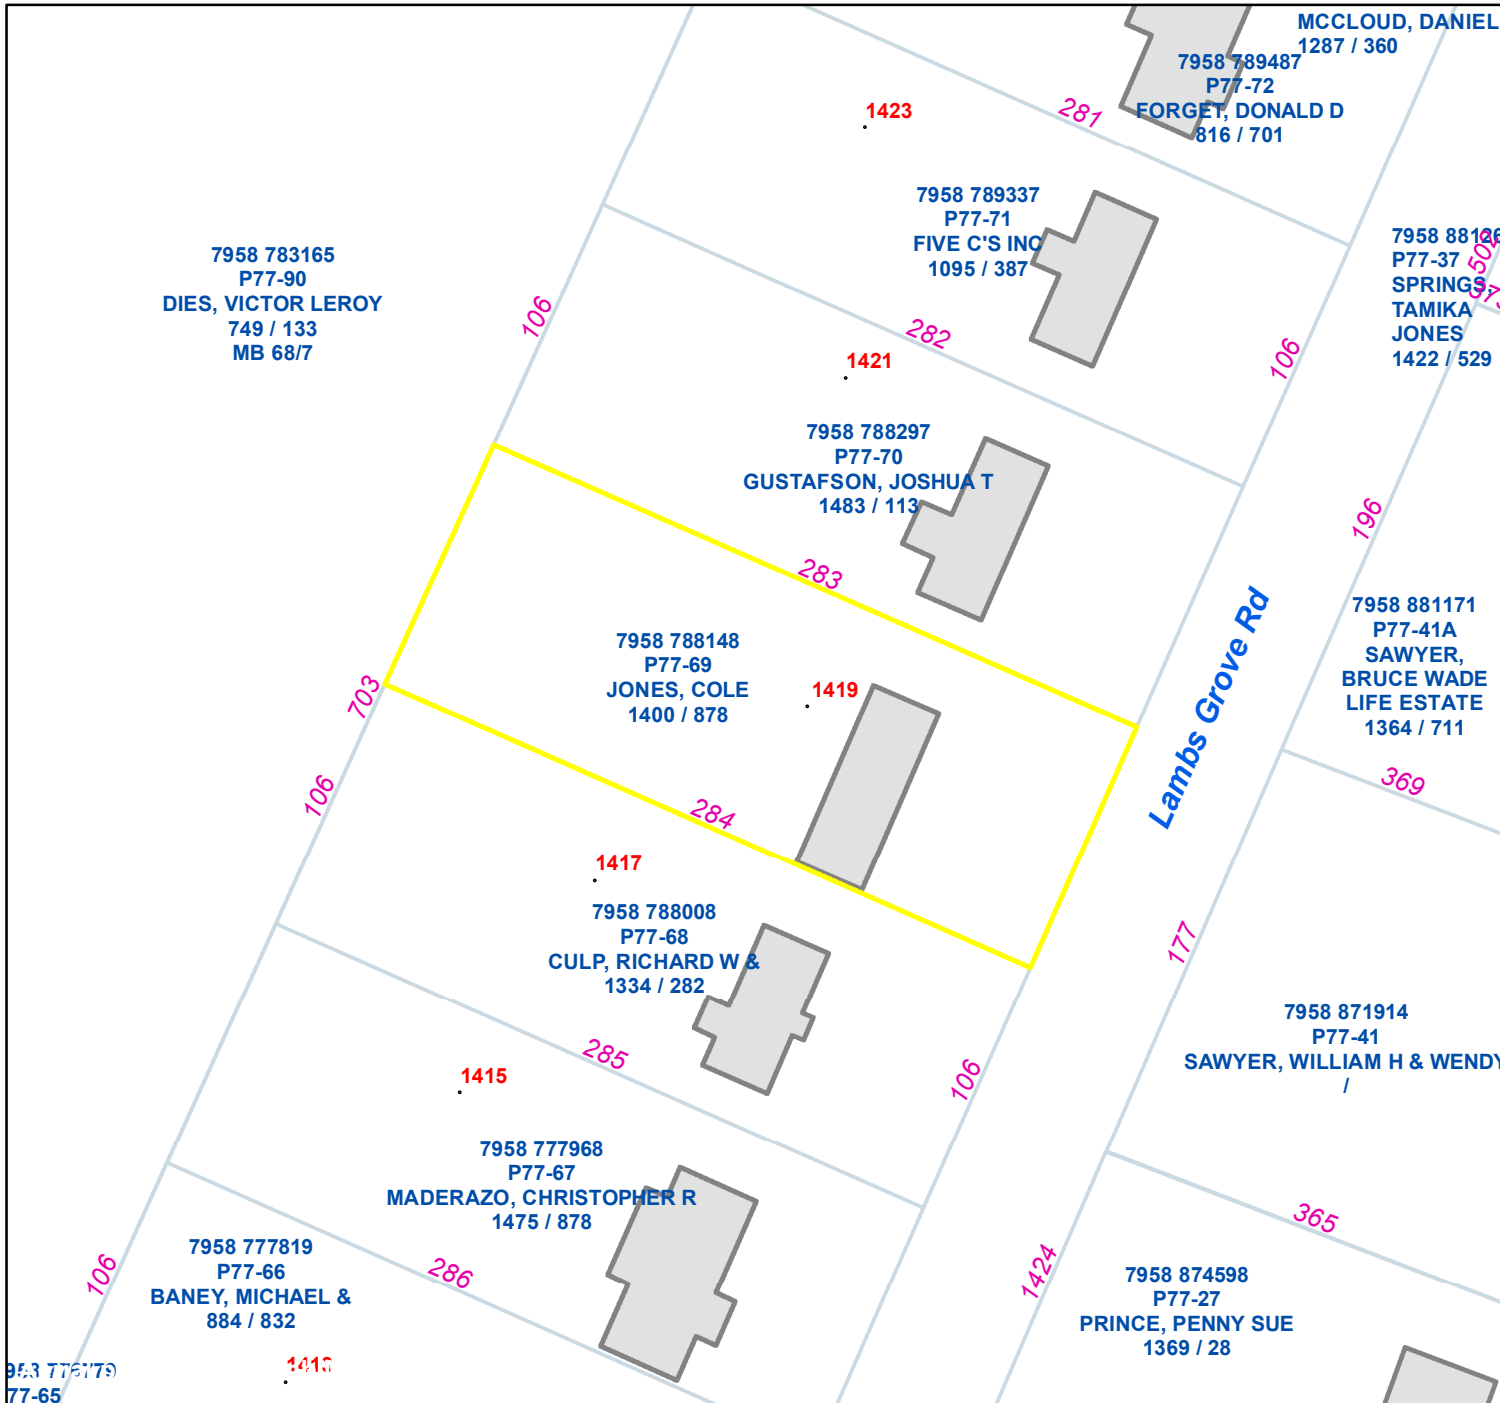 MCCLOUD, DANIEL
1287 / 360
7958 789487
P77-72
FORGET, DONALD D
816 / 701
281
1423
7958 789337
P77-71
FIVE C'S INC
1095 / 387
7958 783165
P77-90
DIES, VICTOR LEROY
749 / 133
MB 68/7
P77-37
SPRINGS,
TAMIKA
JONES
1422 / 529
502
106
282
106
1421
7958 788297
P77-70
GUSTAFSON, JOSHUA T
1483 / 113
196
283
Lambs Grove Rd
7958 881171
P77-41A
SAWYER,
BRUCE WADE
LIFE ESTATE
1364 / 711
7958 788148
P77-69
JONES, COLE
1400 / 878
1419
703
369
106
284
1417
7958 788008
P77-68
CULP, RICHARD W &
1334 / 282
177
7958 871914
P77-41
SAWYER, WILLIAM H & WENDY
/
285
106
1415
7958 777968
P77-67
MADERAZO, CHRISTOPHER R
1475 / 878
365
7958 777819
P77-66
BANEY, MICHAEL &
884 / 832
106
286
1424
7958 874598
P77-27
PRINCE, PENNY SUE
1369 / 28
77-65